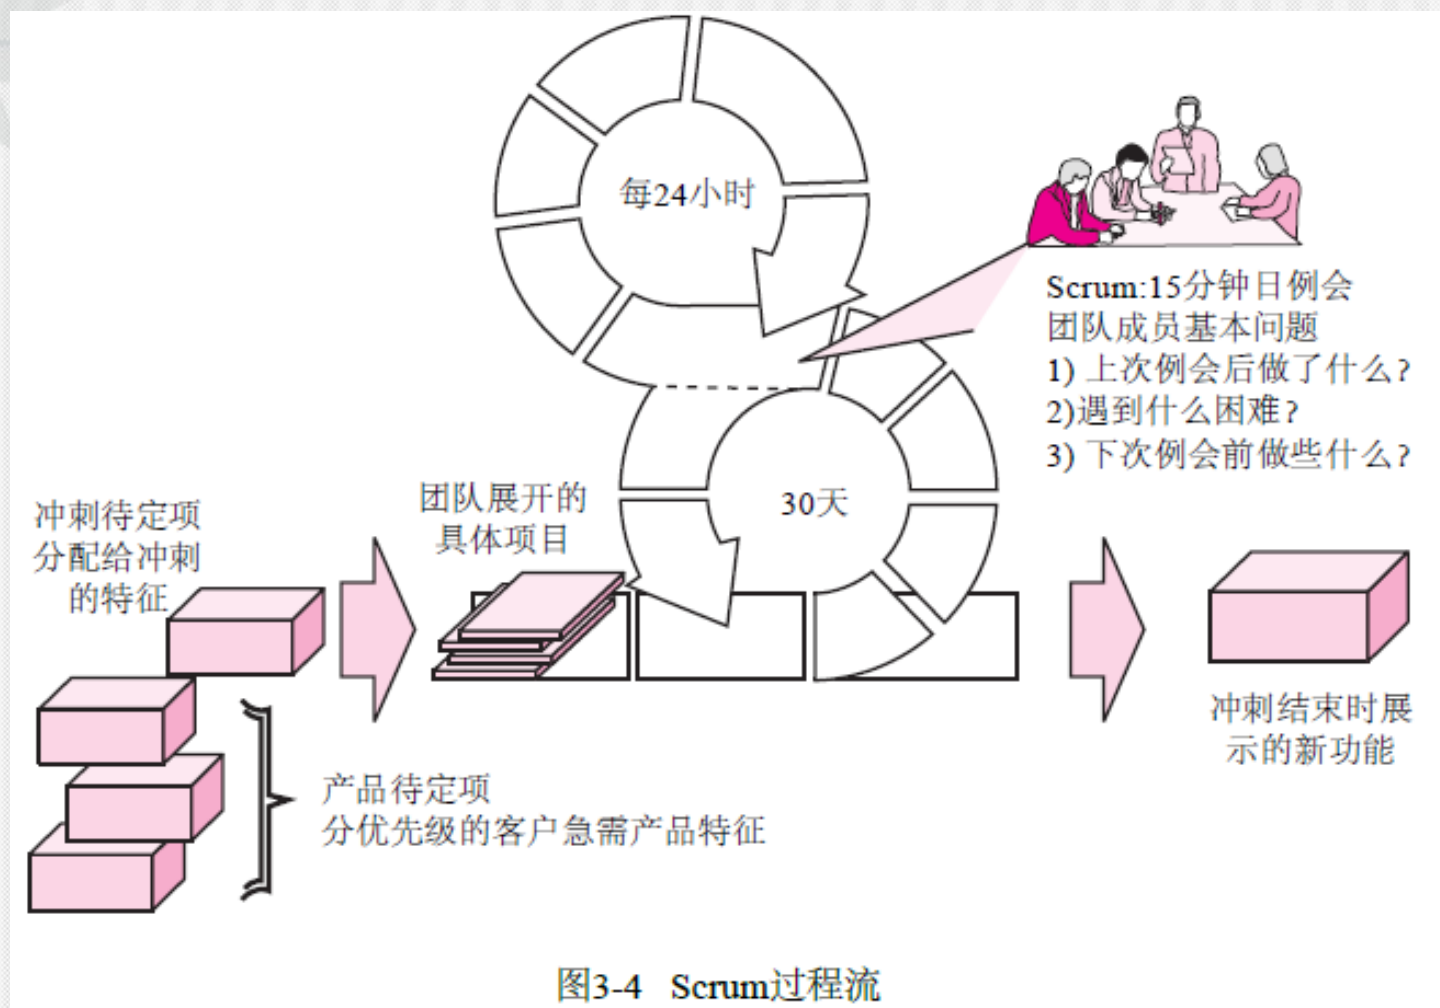 每24小时
Scrum:15分钟日例会
团队成员基本问题
1) 上次例会后做了什么?
2)遇到什么困难?
3) 下次例会前做些什么?
30天
团队展开的
具体项目
冲刺待定项
分配给冲刺
的特征
产品待定项
分优先级的客户急需产品特征
冲刺结束时展
示的新功能
图3-4 Scrum过程流